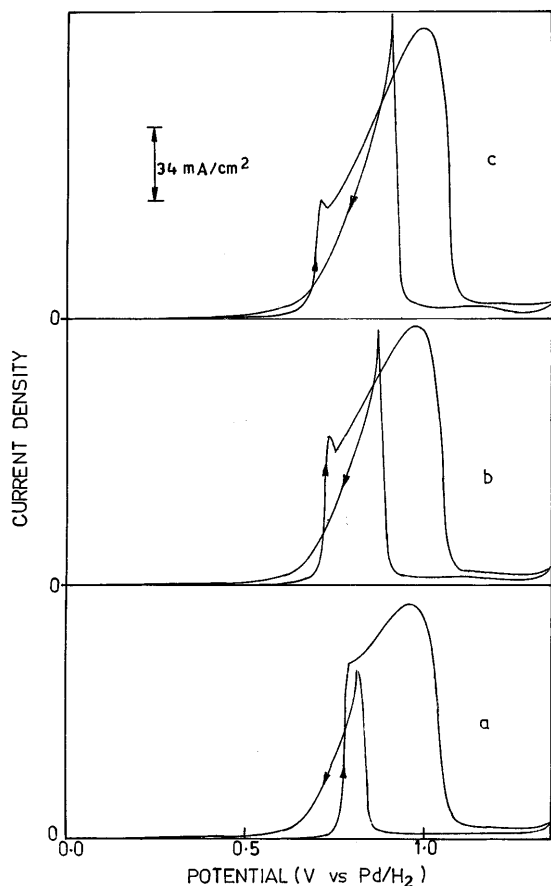 c
34 mA/cm²
0
CURRENT DENSITY
b
0
a
0
0.0
0.5
1.0
POTENTIAL (V vs Pd/H₂)